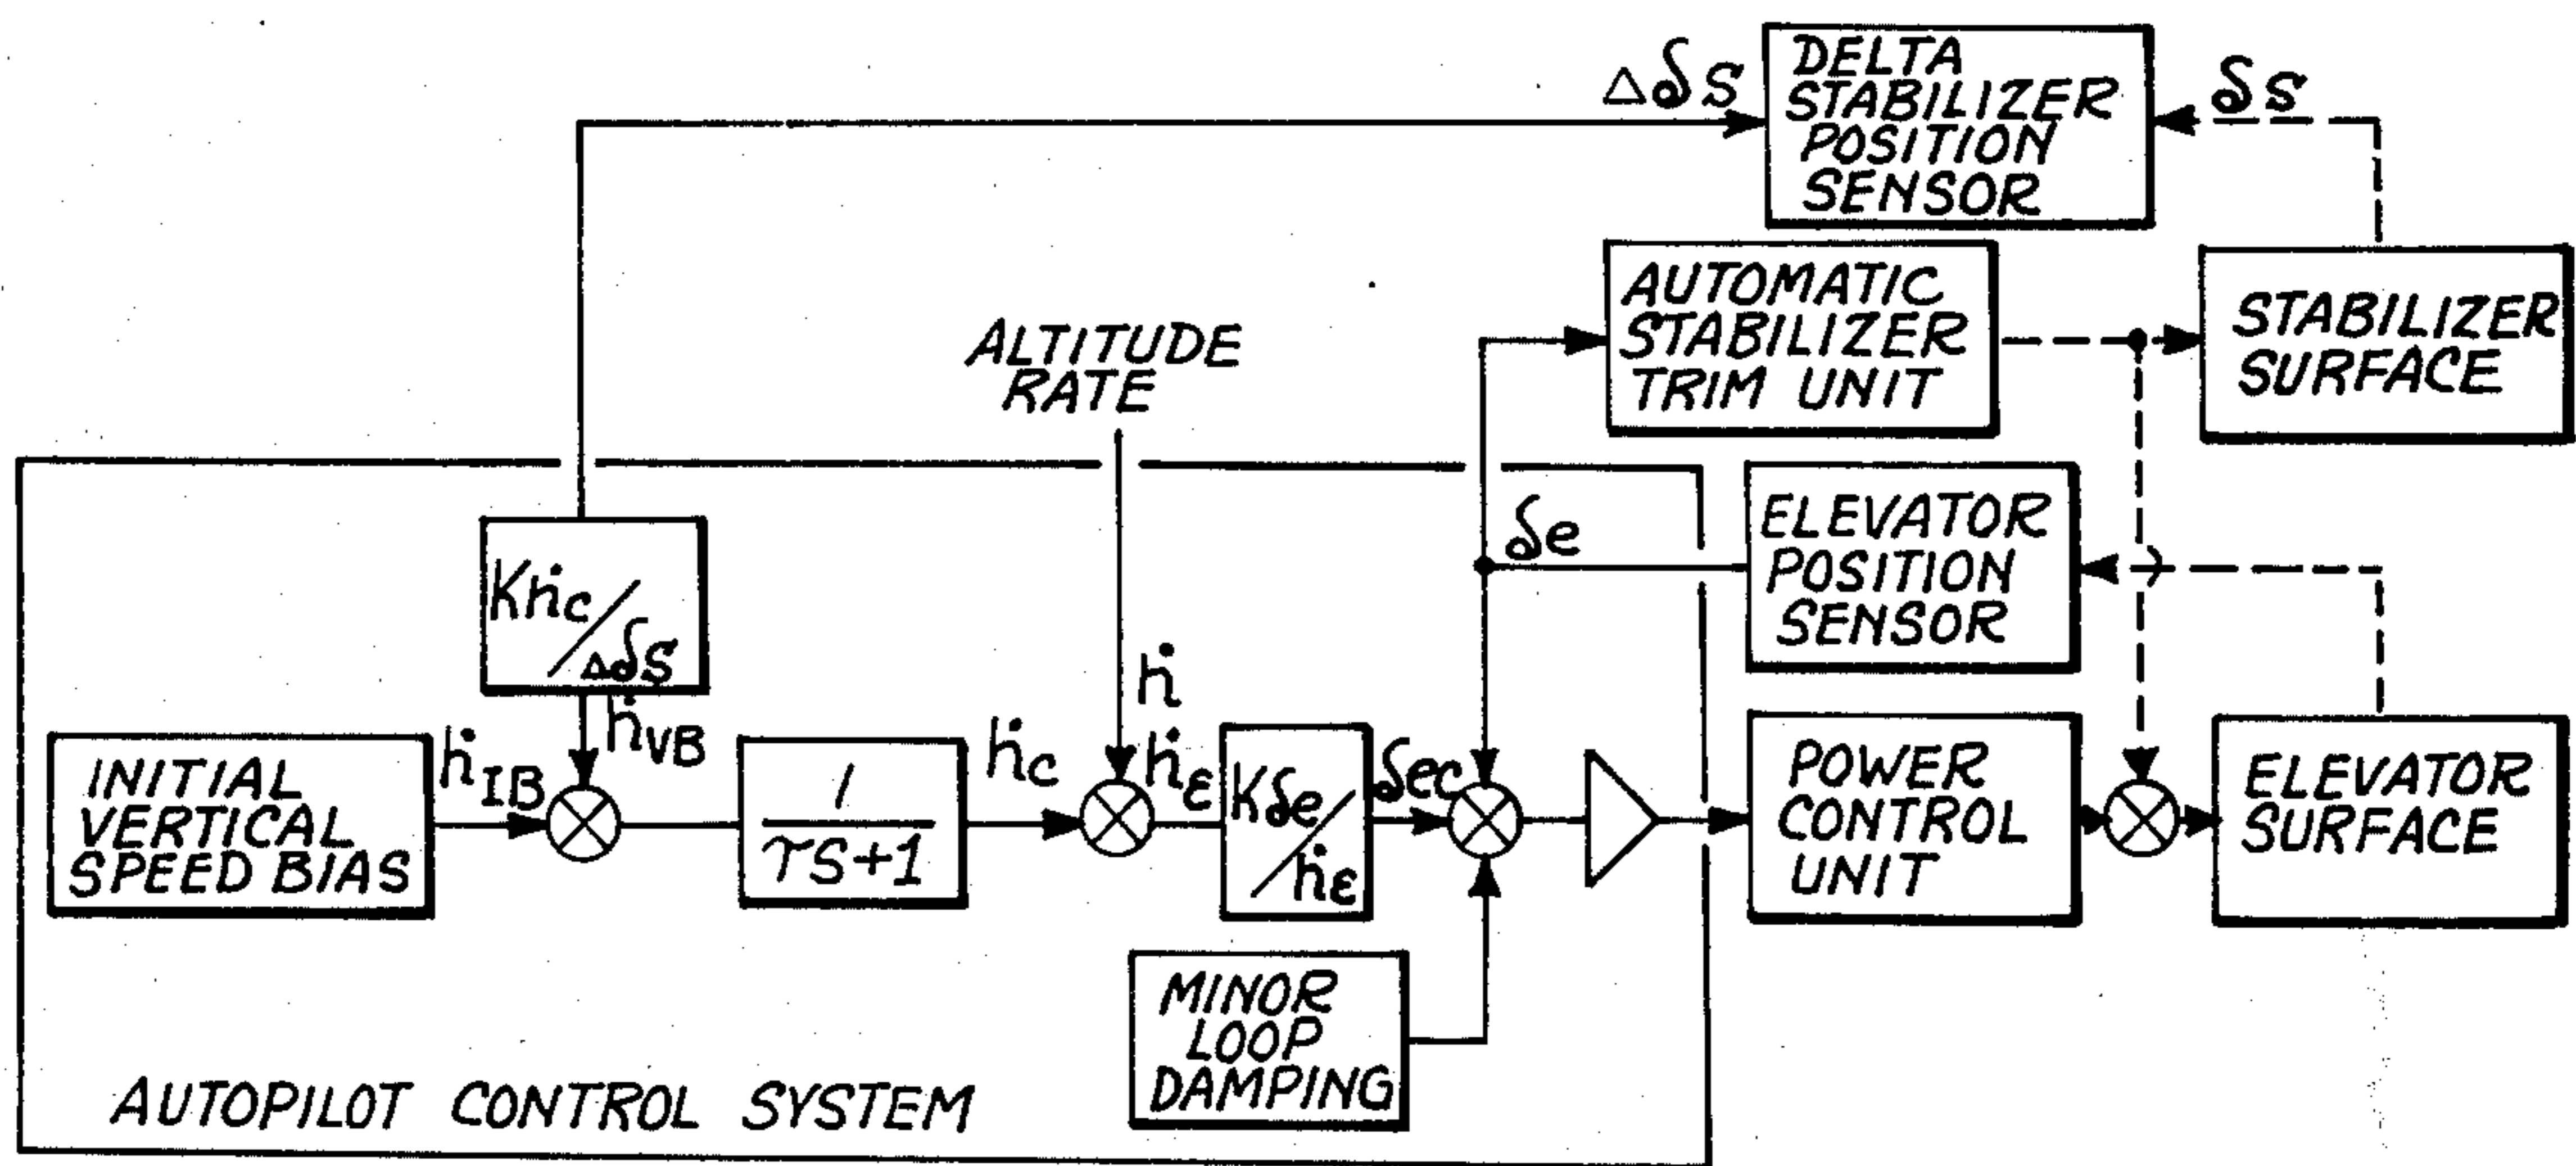 DELTA
STABILIZER
POSITION
SENSOR
Δδs
δs
AUTOMATIC
STABILIZER
TRIM UNIT
STABILIZER
SURFACE
ALTITUDE
RATE
ELEVATOR
POSITION
SENSOR
δe
Kḣc/Δδs
ḣ
INITIAL
VERTICAL
SPEED BIAS
ḣIB
ḣVB
1
τS+1
ḣc
ḣε
Kδe/ḣε
δec
POWER
CONTROL
UNIT
ELEVATOR
SURFACE
MINOR
LOOP
DAMPING
AUTOPILOT CONTROL SYSTEM